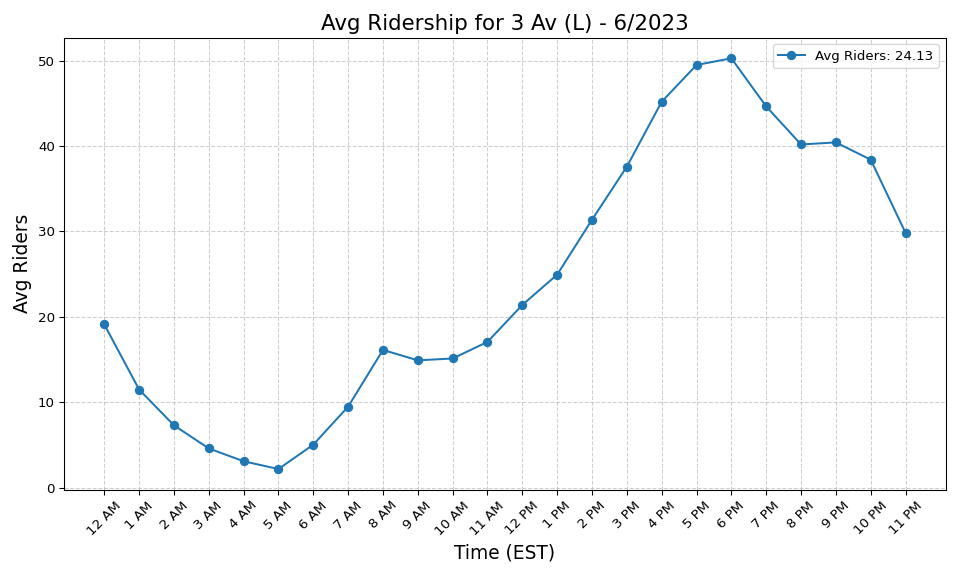 Avg Ridership for 3 Av (L) - 6/2023
Avg Riders: 24.13
Avg Riders
50
40
30
20
10
0
12 AM
1 AM
2 AM
3 AM
4 AM
5 AM
6 AM
7 AM
8 AM
9 AM
10 AM
11 AM
12 PM
1 PM
2 PM
3 PM
4 PM
5 PM
6 PM
7 PM
8 PM
9 PM
10 PM
11 PM
Time (EST)